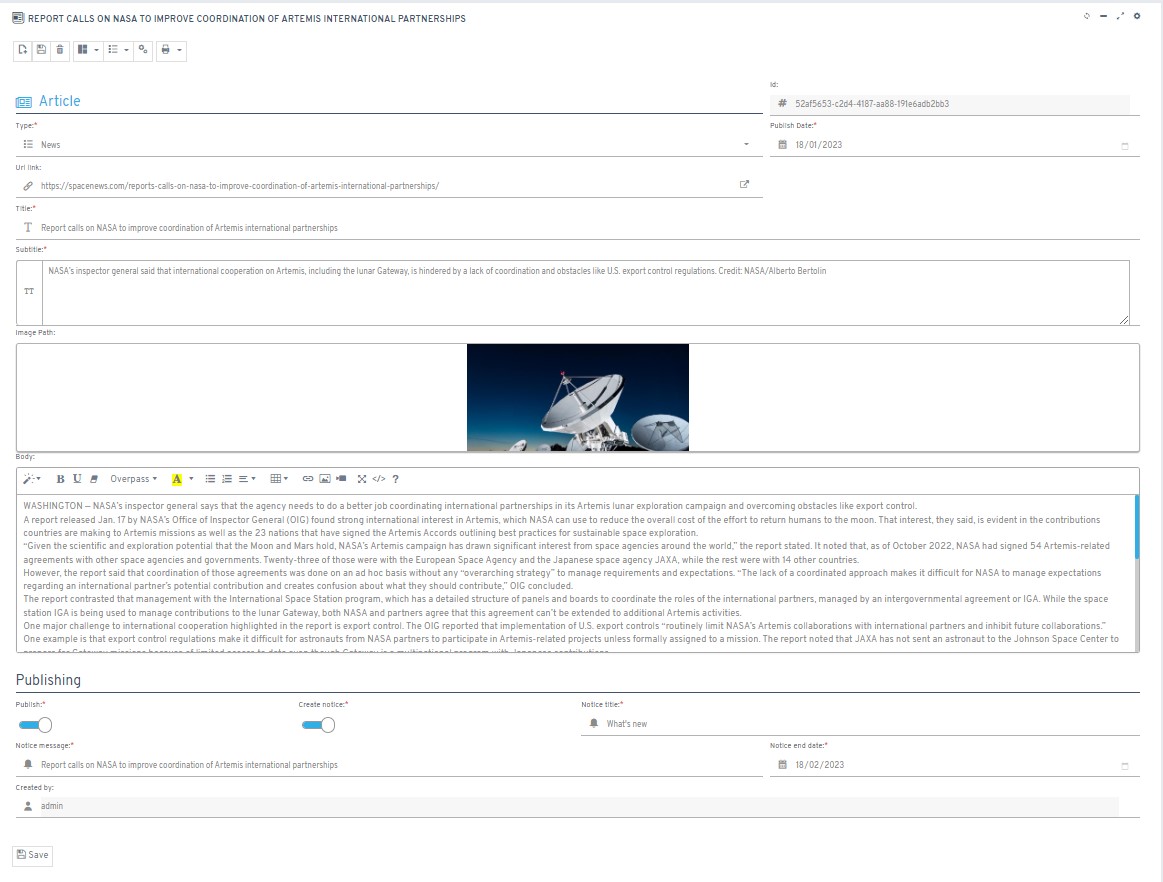 REPORT CALLS ON NASA TO IMPROVE COORDINATION OF ARTEMIS INTERNATIONAL PARTNERSHIPS
Article
Id:
# 52af5653-c2d4-4187-aa88-191e6adb2bb3
Type:*
News
Publish Date:*
18/01/2023
Url link:
https://spacenews.com/reports-calls-on-nasa-to-improve-coordination-of-artemis-international-partnerships/
Title:*
T Report calls on NASA to improve coordination of Artemis international partnerships
Subtitle:*
TT NASA's inspector general said that international cooperation on Artemis, including the lunar Gateway, is hindered by a lack of coordination and obstacles like U.S. export control regulations. Credit: NASA/Alberto Bertolin
Image Path:
Body:
B U Overpass A </> ?
WASHINGTON — NASA's inspector general says that the agency needs to do a better job coordinating international partnerships in its Artemis lunar exploration campaign and overcoming obstacles like export control.
A report released Jan. 17 by NASA's Office of Inspector General (OIG) found strong international interest in Artemis, which NASA can use to reduce the overall cost of the effort to return humans to the moon. That interest, they said, is evident in the contributions
countries are making to Artemis missions as well as the 23 nations that have signed the Artemis Accords outlining best practices for sustainable space exploration.
“Given the scientific and exploration potential that the Moon and Mars hold, NASA's Artemis campaign has drawn significant interest from space agencies around the world,” the report stated. It noted that, as of October 2022, NASA had signed 54 Artemis-related
agreements with other space agencies and governments. Twenty-three of those were with the European Space Agency and the Japanese space agency JAXA, while the rest were with 14 other countries.
However, the report said that coordination of those agreements was done on an ad hoc basis without any “overarching strategy” to manage requirements and expectations. “The lack of a coordinated approach makes it difficult for NASA to manage expectations
regarding an international partner's potential contribution and creates confusion about what they should contribute,” OIG concluded.
The report contrasted that management with the International Space Station program, which has a detailed structure of panels and boards to coordinate the roles of the international partners, managed by an intergovernmental agreement or IGA. While the space
station IGA is being used to manage contributions to the lunar Gateway, both NASA and partners agree that this agreement can't be extended to additional Artemis activities.
One major challenge to international cooperation highlighted in the report is export control. The OIG reported that implementation of U.S. export controls “routinely limit NASA's Artemis collaborations with international partners and inhibit future collaborations.”
One example is that export control regulations make it difficult for astronauts from NASA partners to participate in Artemis-related projects unless formally assigned to a mission. The report noted that JAXA has not sent an astronaut to the Johnson Space Center to
prepare for Gateway missions because of limited access to data even though Gateway is a multinational program with Japanese contributions.
Publishing
Publish:*
Create notice:*
Notice title:*
What's new
Notice message:*
Report calls on NASA to improve coordination of Artemis international partnerships
Notice end date:*
18/02/2023
Created by:
admin
Save